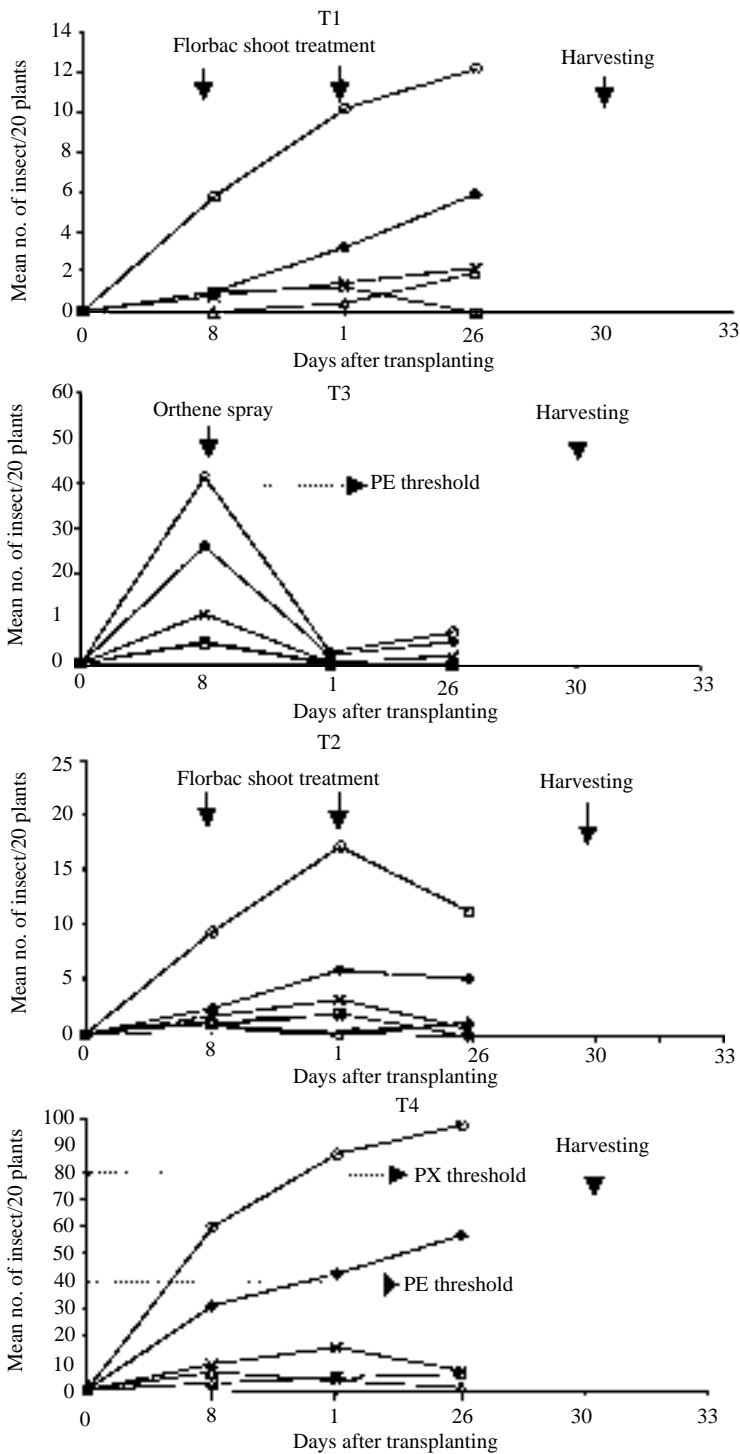 T1
Florbac shoot treatment
Harvesting
Mean no. of insect/20 plants
14
12
10
8
6
4
2
0
0 8 1 26 30 33
Days after transplanting
T3
Orthene spray
Harvesting
PE threshold
Mean no. of insect/20 plants
60
50
40
30
20
1
0
0 8 1 26 30 33
Days after transplanting
T2
Florbac shoot treatment
Harvesting
Mean no. of insect/20 plants
25
20
15
10
5
0
0 8 1 26 30 33
Days after transplanting
T4
Harvesting
PX threshold
PE threshold
Mean no. of insect/20 plants
100
90
80
70
60
50
40
30
20
10
0
0 8 1 26 30 33
Days after transplanting